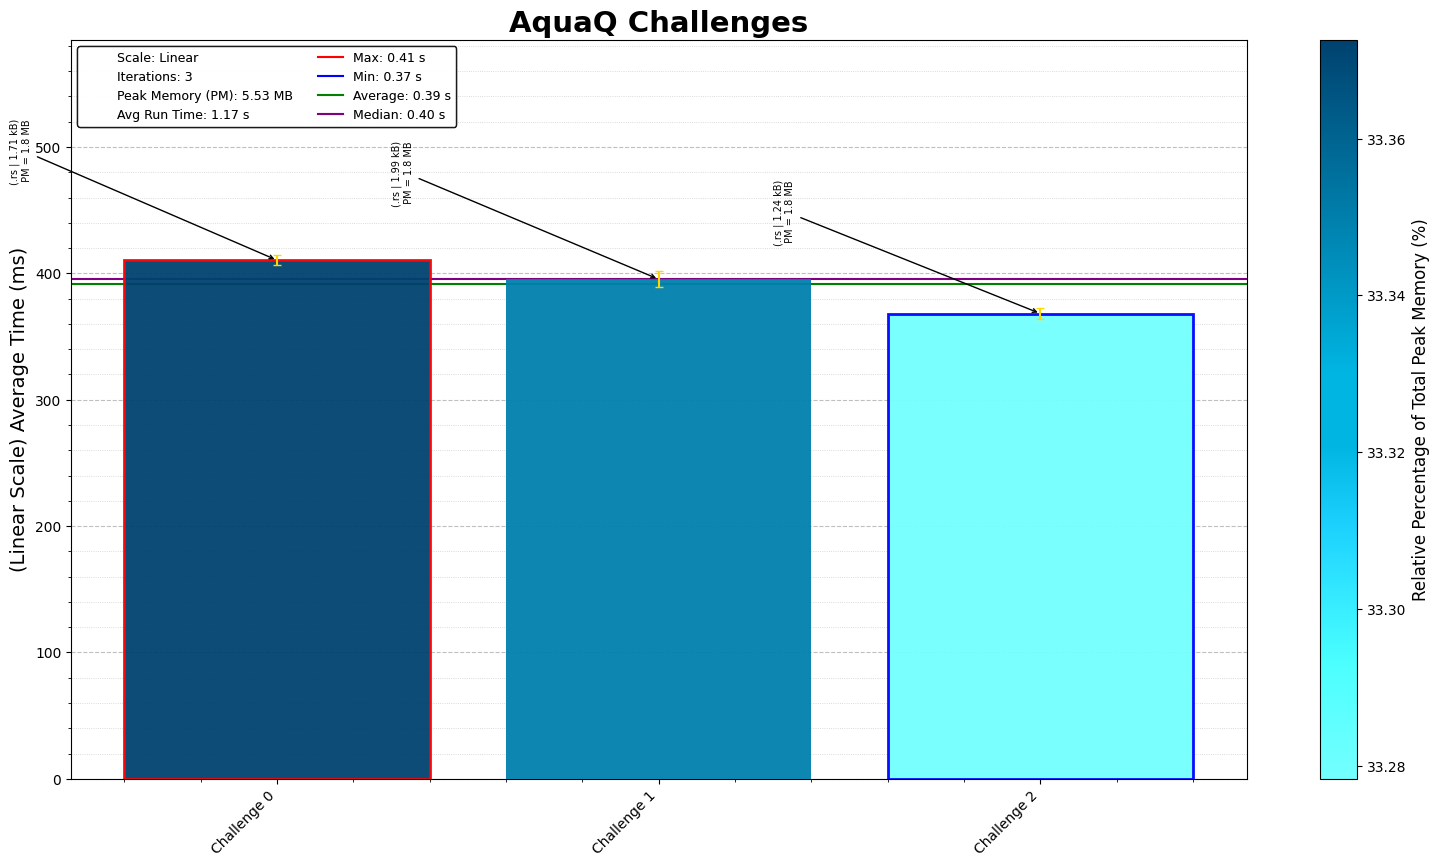 AquaQ Challenges
Scale: Linear
Iterations: 3
Peak Memory (PM): 5.53 MB
Avg Run Time: 1.17 s
Max: 0.41 s
Min: 0.37 s
Average: 0.39 s
Median: 0.40 s
(.rs | 1.71 kB)
PM = 1.8 MB
(.rs | 1.99 kB)
PM = 1.8 MB
(.rs | 1.24 kB)
PM = 1.8 MB
(Linear Scale) Average Time (ms)
500
400
300
200
100
0
Challenge 0
Challenge 1
Challenge 2
33.36
33.34
33.32
33.30
33.28
Relative Percentage of Total Peak Memory (%)